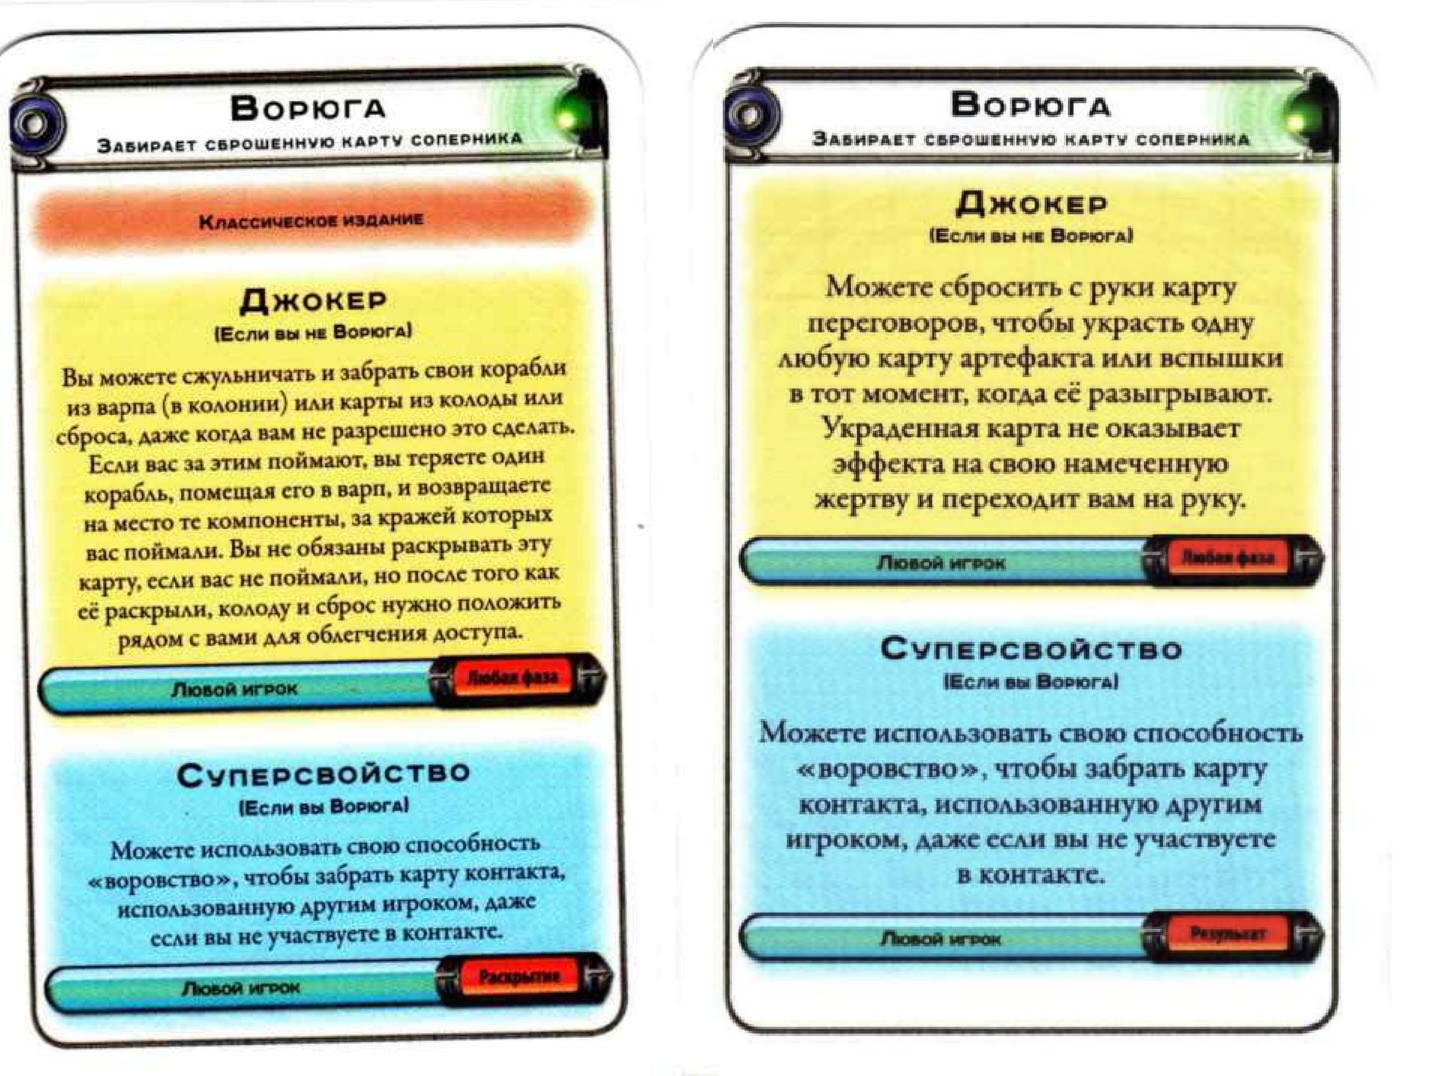 Ворюга
Забирает сброшенную карту соперника
Классическое издание
Джокер
(Если вы не Ворюга)
Вы можете сжульничать и забрать свои корабли
из варпа (в колонии) или карты из колоды или
сброса, даже когда вам не разрешено это сделать.
Если вас за этим поймают, вы теряете один
корабль, помещая его в варп, и возвращаете
на место те компоненты, за кражей которых
вас поймали. Вы не обязаны раскрывать эту
карту, если вас не поймали, но после того как
её раскрыли, колоду и сброс нужно положить
рядом с вами для облегчения доступа.
Любой игрок
Любая фаза
Суперсвойство
(Если вы Ворюга)
Можете использовать свою способность
«воровство», чтобы забрать карту контакта,
использованную другим игроком, даже
если вы не участвуете в контакте.
Любой игрок
Раскрытие
Ворюга
Забирает сброшенную карту соперника
Джокер
(Если вы не Ворюга)
Можете сбросить с руки карту
переговоров, чтобы украсть одну
любую карту артефакта или вспышки
в тот момент, когда её разыгрывают.
Украденная карта не оказывает
эффекта на свою намеченную
жертву и переходит вам на руку.
Любой игрок
Любая фаза
Суперсвойство
(Если вы Ворюга)
Можете использовать свою способность
«воровство», чтобы забрать карту
контакта, использованную другим
игроком, даже если вы не участвуете
в контакте.
Любой игрок
Результат